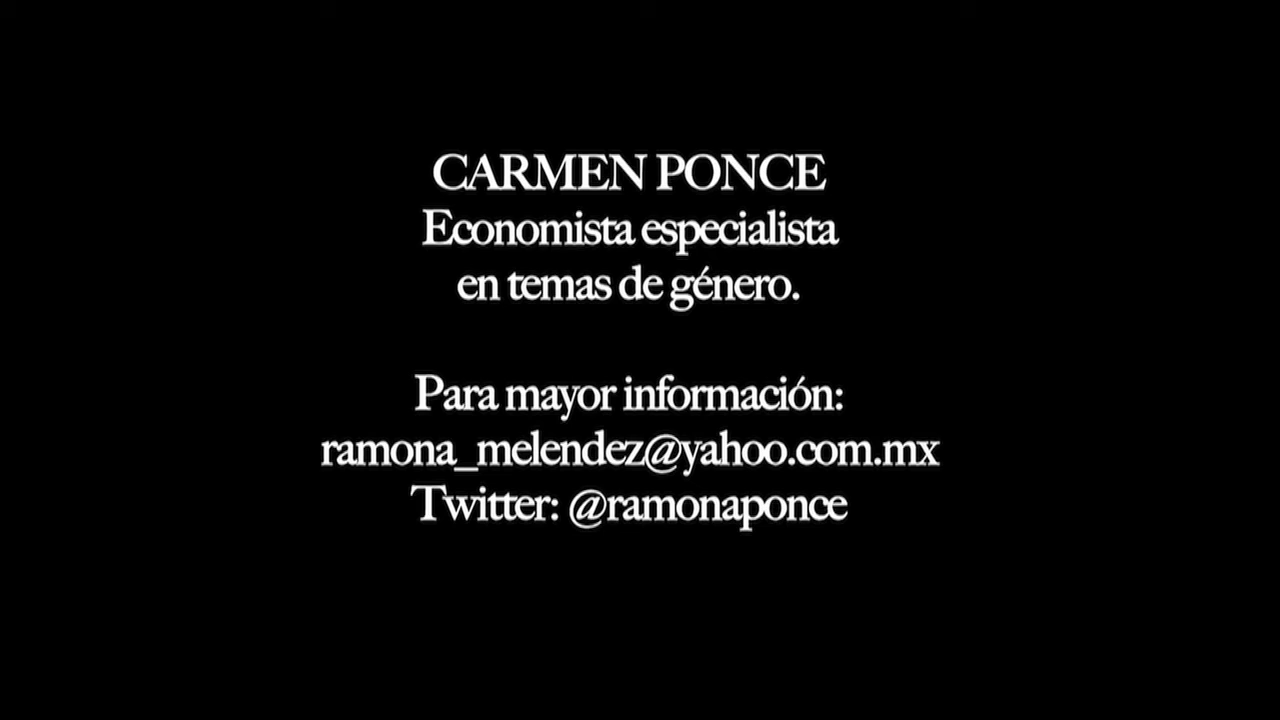 CARMEN PONCE
Economista especialista
en temas de género.
Para mayor información:
ramona_melendez@yahoo.com.mx
Twitter: @ramonaponce